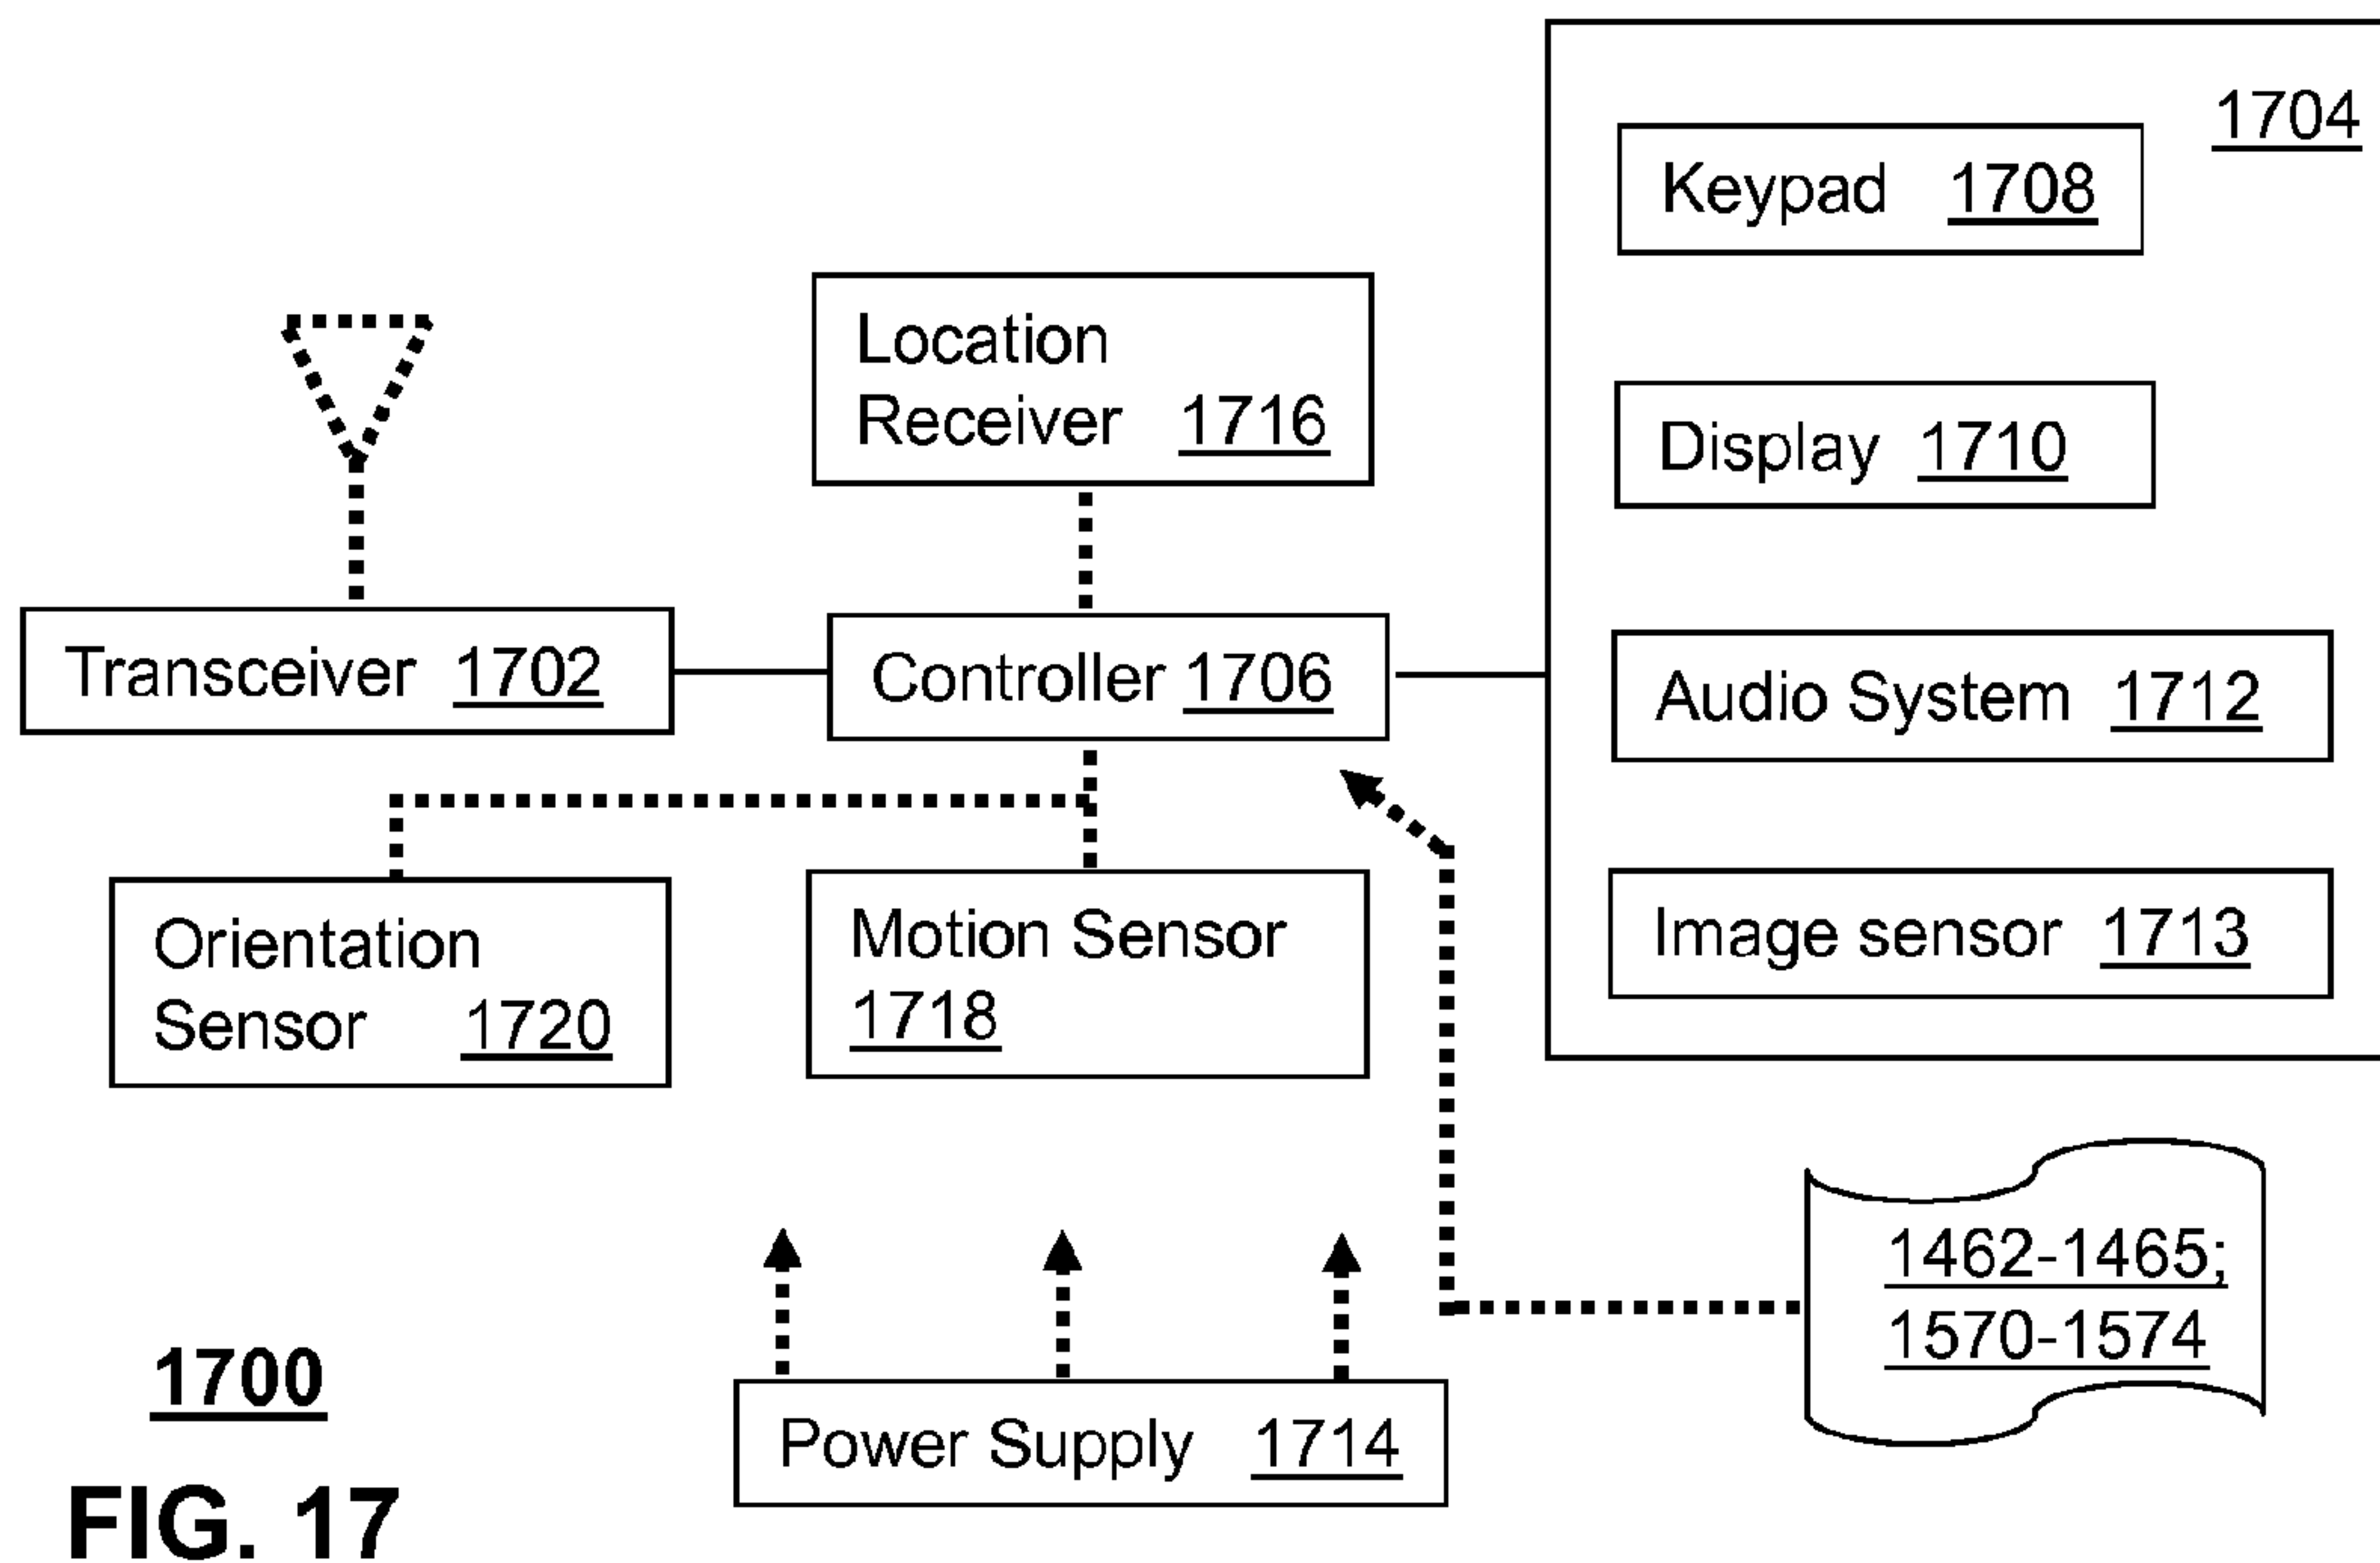 1704
Keypad 1708
Location
Receiver 1716
Display 1710
Transceiver 1702
Controller 1706
Audio System 1712
Orientation
Sensor 1720
Motion Sensor
1718
Image sensor 1713
1462-1465;
1570-1574
Power Supply 1714
1700
FIG. 17